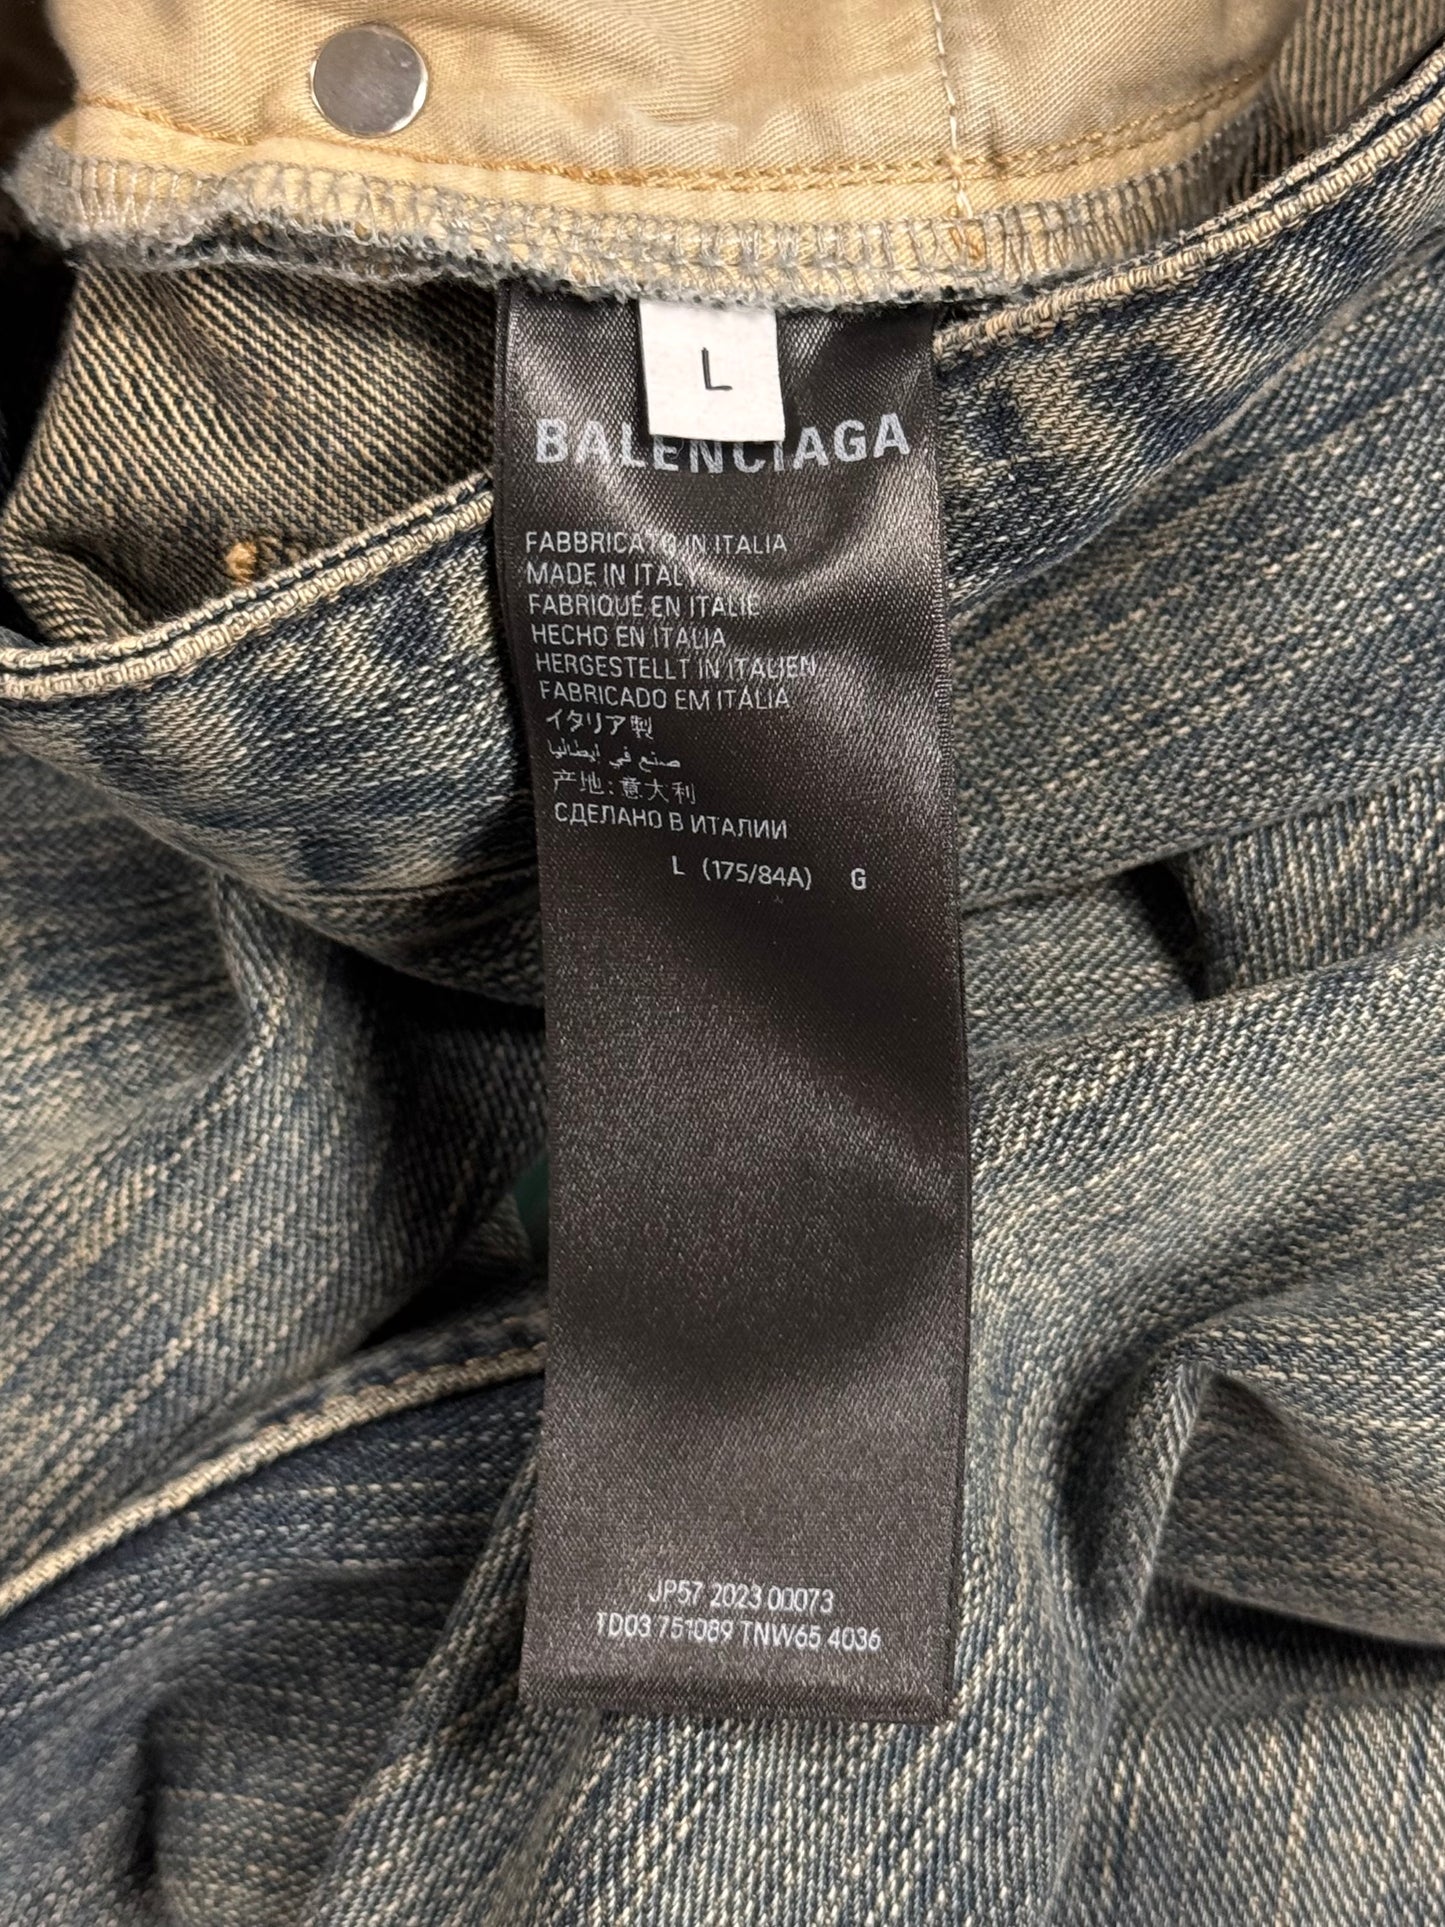 L
BALENCIAGA
FABBRICATO IN ITALIA
MADE IN ITALY
FABRIQUÉ EN ITALIE
HECHO EN ITALIA
HERGESTELLT IN ITALIEN
FABRICADO EM ITÁLIA
イタリア製
صنع في إيطاليا
产地：意大利
СДЕЛАНО В ИТАЛИИ
L (175/84A) G
JP57 2023 00073
TD03 751089 TNW65 4036